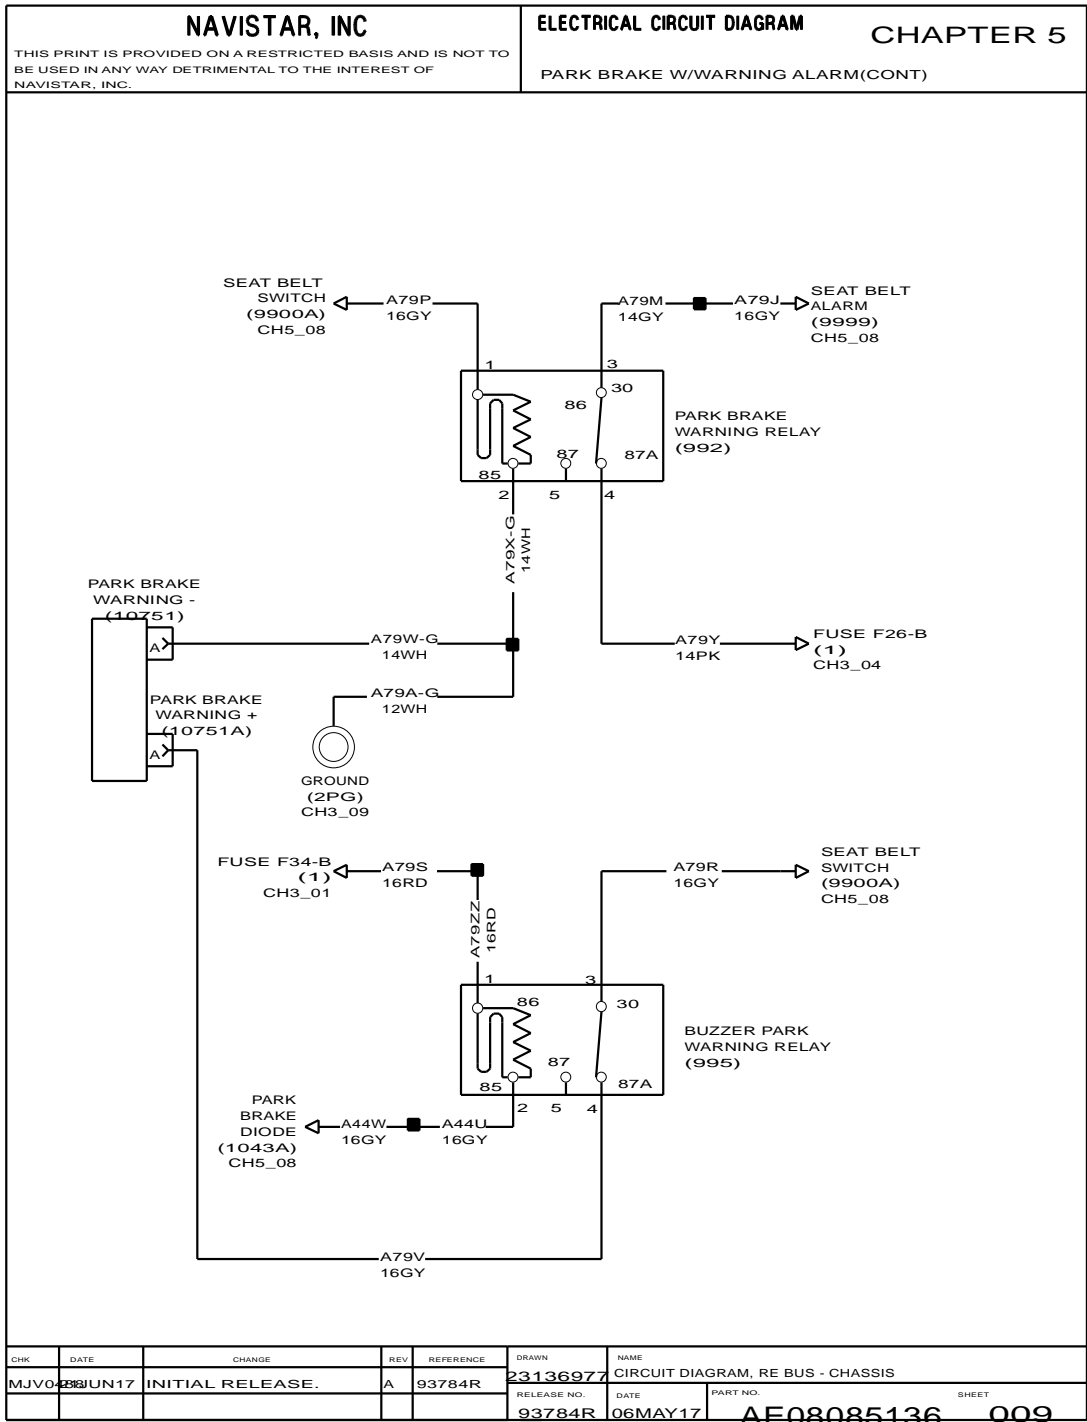 NAVISTAR, INC
THIS PRINT IS PROVIDED ON A RESTRICTED BASIS AND IS NOT TO
BE USED IN ANY WAY DETRIMENTAL TO THE INTEREST OF
NAVISTAR, INC.
ELECTRICAL CIRCUIT DIAGRAM
CHAPTER 5
PARK BRAKE W/WARNING ALARM(CONT)
SEAT BELT
SWITCH
(9900A)
CH5_08
A79P
16GY
A79M
14GY
A79J
16GY
SEAT BELT
ALARM
(9999)
CH5_08
1
3
30
86
87
87A
85
2
5
4
PARK BRAKE
WARNING RELAY
(992)
A79X-G
14WH
PARK BRAKE
WARNING -
(10751)
A
A79W-G
14WH
A79Y
14PK
FUSE F26-B
(1)
CH3_04
PARK BRAKE
WARNING +
(10751A)
A
A79A-G
12WH
GROUND
(2PG)
CH3_09
FUSE F34-B
(1)
CH3_01
A79S
16RD
A79R
16GY
SEAT BELT
SWITCH
(9900A)
CH5_08
A79ZZ
16RD
1
3
86
30
87
85
87A
2
5
4
BUZZER PARK
WARNING RELAY
(995)
PARK
BRAKE
DIODE
(1043A)
CH5_08
A44W
16GY
A44U
16GY
A79V
16GY
CHK
DATE
CHANGE
REV
REFERENCE
DRAWN
NAME
23136977
CIRCUIT DIAGRAM, RE BUS - CHASSIS
JUN17
INITIAL RELEASE.
A
93784R
RELEASE NO.
DATE
PART NO.
SHEET
93784R
06MAY17
AE08085136
009